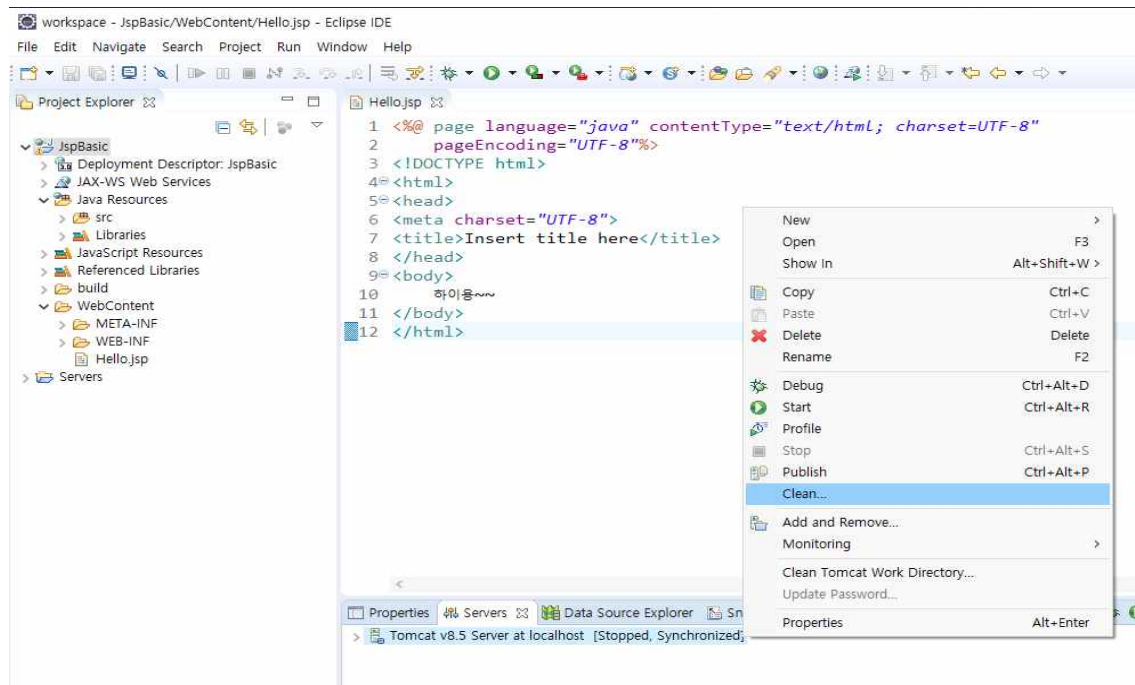 workspace - JspBasic/WebContent/Hello.jsp - Eclipse IDE
File Edit Navigate Search Project Run Window Help
Project Explorer
JspBasic
Deployment Descriptor: JspBasic
JAX-WS Web Services
Java Resources
src
Libraries
JavaScript Resources
Referenced Libraries
build
WebContent
META-INF
WEB-INF
Hello.jsp
Servers
Hello.jsp
1 <%@ page language="java" contentType="text/html; charset=UTF-8"
2     pageEncoding="UTF-8"%>
3 <!DOCTYPE html>
4 <html>
5 <head>
6 <meta charset="UTF-8">
7 <title>Insert title here</title>
8 </head>
9 <body>
10     하이용~~
11 </body>
12 </html>
New
Open F3
Show In Alt+Shift+W >
Copy Ctrl+C
Paste Ctrl+V
Delete Delete
Rename F2
Debug Ctrl+Alt+D
Start Ctrl+Alt+R
Profile
Stop Ctrl+Alt+S
Publish Ctrl+Alt+P
Clean...
Add and Remove...
Monitoring
Clean Tomcat Work Directory...
Update Password...
Properties Alt+Enter
Properties Servers Data Source Explorer Sn
Tomcat v8.5 Server at localhost [Stopped, Synchronized]